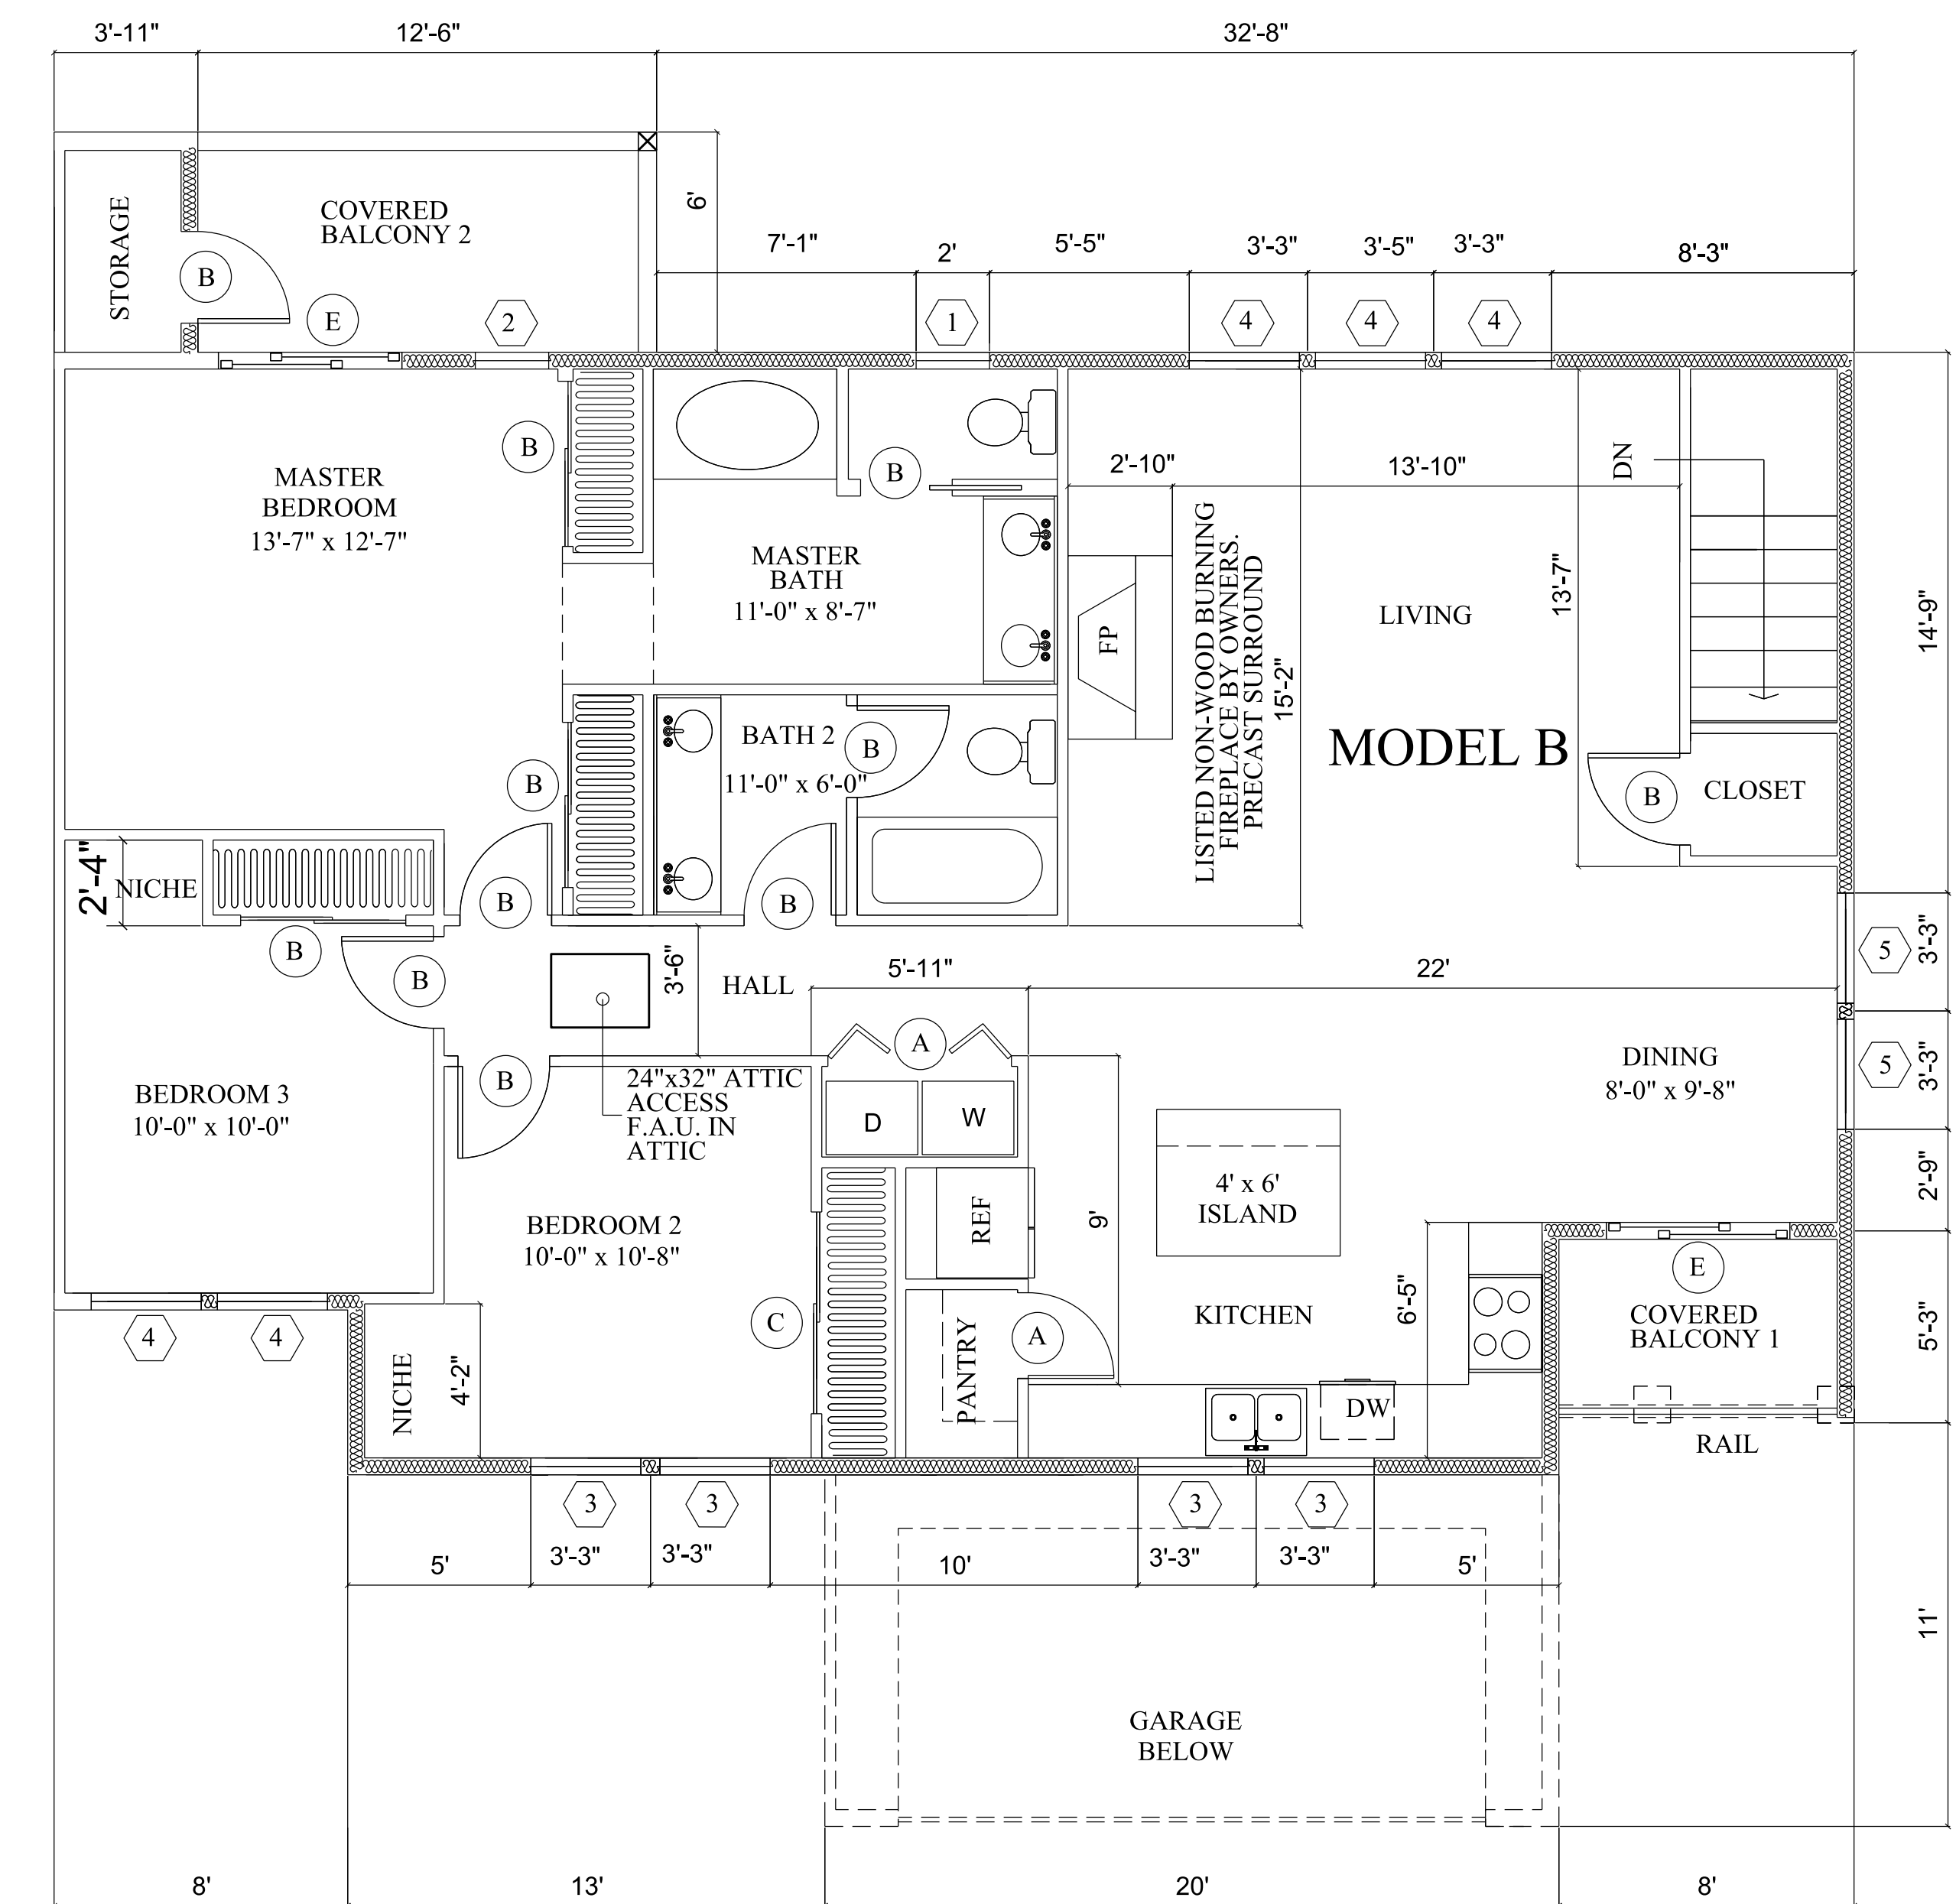 3'-11"
12'-6"
32'-8"
STORAGE
COVERED
BALCONY 2
6'
7'-1"
2'
5'-5"
3'-3"
3'-5"
3'-3"
8'-3"
B
E
2
1
4
4
4
MASTER
BEDROOM
13'-7" x 12'-7"
B
B
2'-10"
13'-10"
DN
MASTER
BATH
11'-0" x 8'-7"
FP
LISTED NON-WOOD BURNING
FIREPLACE BY OWNERS.
PRECAST SURROUND
15'-2"
LIVING
13'-7"
14'-9"
MODEL B
BATH 2
11'-0" x 6'-0"
B
B
B
CLOSET
2'-4"
NICHE
B
B
B
B
3'-6"
HALL
5'-11"
22'
5
3'-3"
A
5
3'-3"
DINING
8'-0" x 9'-8"
BEDROOM 3
10'-0" x 10'-0"
B
24"x32" ATTIC
ACCESS
F.A.U. IN
ATTIC
D
W
2'-9"
BEDROOM 2
10'-0" x 10'-8"
REF
9'
4' x 6'
ISLAND
E
COVERED
BALCONY 1
5'-3"
4
4
C
A
KITCHEN
6'-5"
NICHE
4'-2"
PANTRY
DW
RAIL
3
3
3
3
5'
3'-3"
3'-3"
10'
3'-3"
3'-3"
5'
11'
GARAGE
BELOW
8'
13'
20'
8'